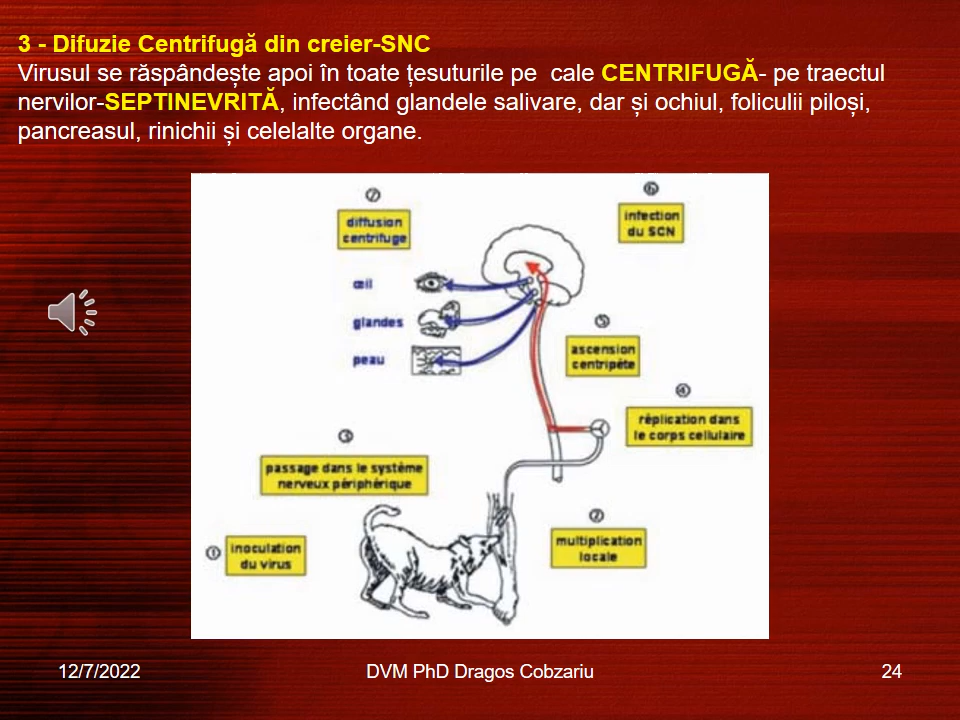 3 - Difuzie Centrifugă din creier-SNC
Virusul se răspândește apoi în toate țesuturile pe cale CENTRIFUGĂ- pe traectul
nervilor-SEPTINEVRITĂ, infectând glandele salivare, dar și ochiul, foliculii piloși,
pancreasul, rinichii și celelalte organe.
⑦
diffusion
centrifuge
⑥
infection
du SCN
œil
glandes
peau
⑤
ascension
centripète
④
réplication dans
le corps cellulaire
③
passage dans le système
nerveux périphérique
②
multiplication
locale
①
inoculation
du virus
12/7/2022
DVM PhD Dragos Cobzariu
24